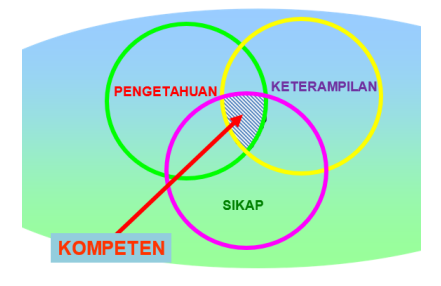 PENGETAHUAN
KETERAMPILAN
SIKAP
KOMPETEN